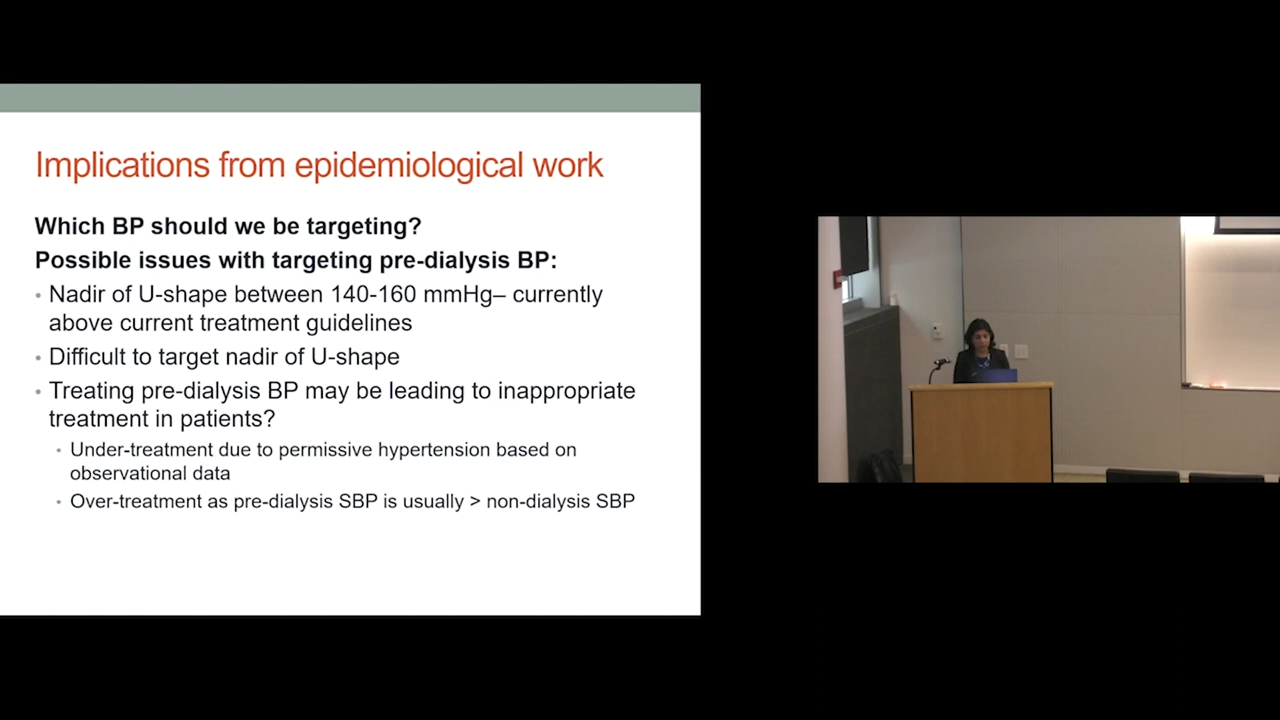 Implications from epidemiological work
Which BP should we be targeting?
Possible issues with targeting pre-dialysis BP:
• Nadir of U-shape between 140-160 mmHg– currently
above current treatment guidelines
• Difficult to target nadir of U-shape
• Treating pre-dialysis BP may be leading to inappropriate
treatment in patients?
• Under-treatment due to permissive hypertension based on
observational data
• Over-treatment as pre-dialysis SBP is usually > non-dialysis SBP